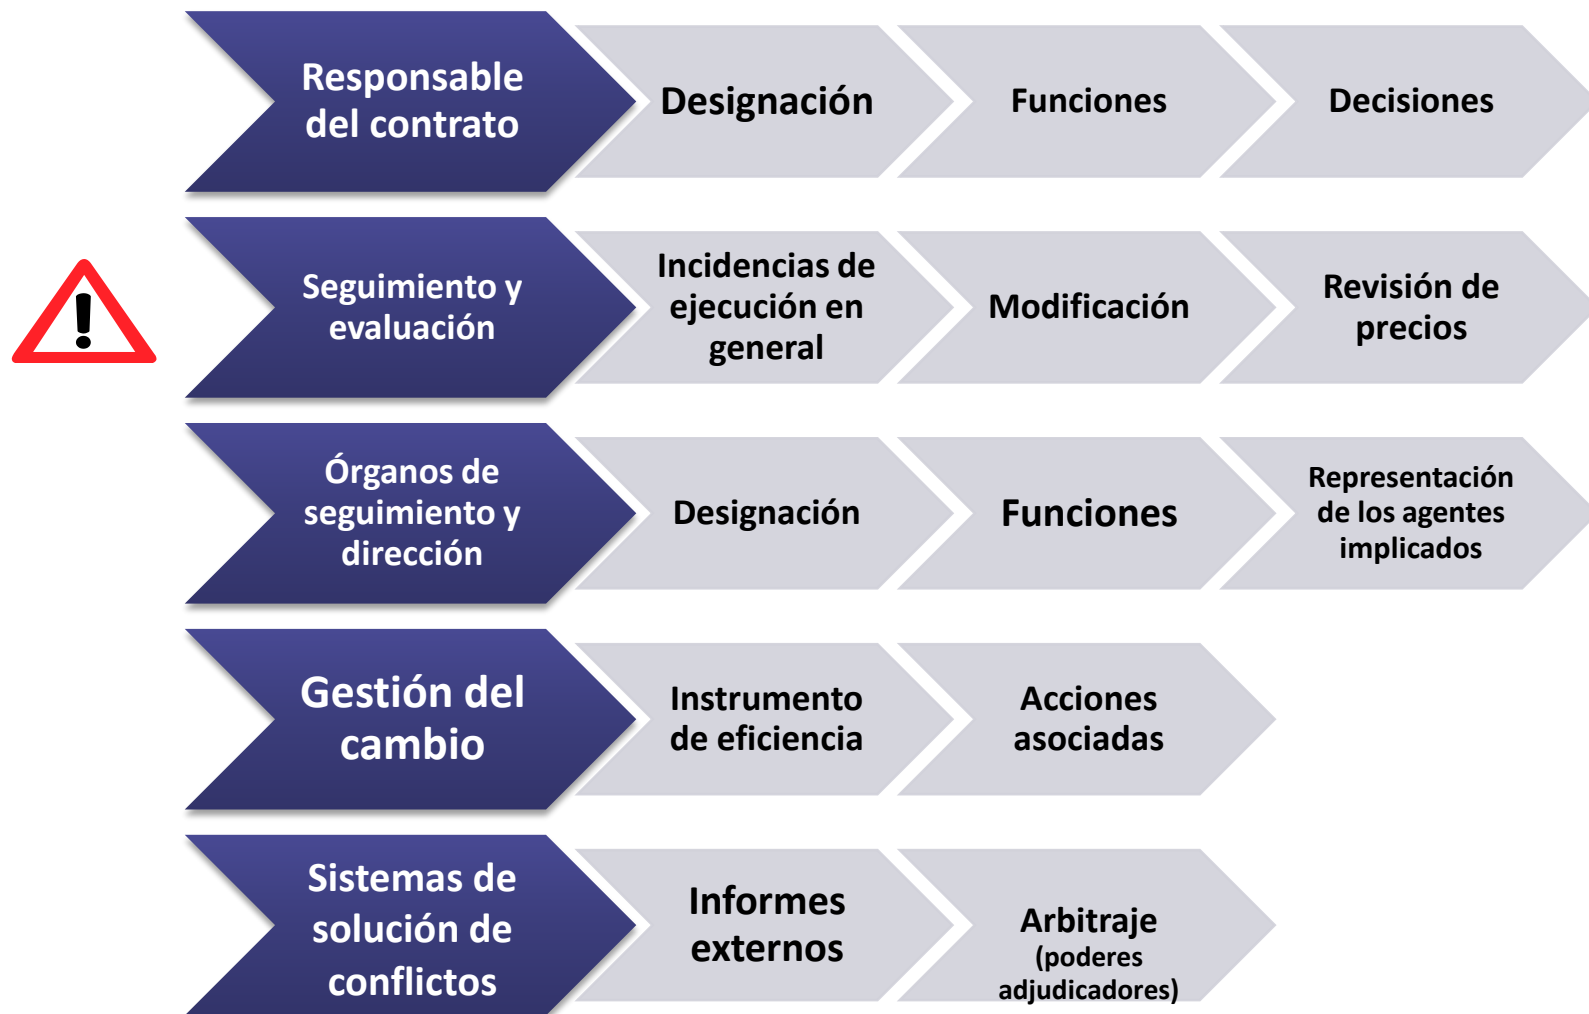 Responsable
del contrato
Designación
Funciones
Decisiones
Seguimiento y
evaluación
Incidencias de
ejecución en
general
Modificación
Revisión de
precios
Órganos de
seguimiento y
dirección
Designación
Funciones
Representación
de los agentes
implicados
Gestión del
cambio
Instrumento
de eficiencia
Acciones
asociadas
Sistemas de
solución de
conflictos
Informes
externos
Arbitraje
(poderes
adjudicadores)